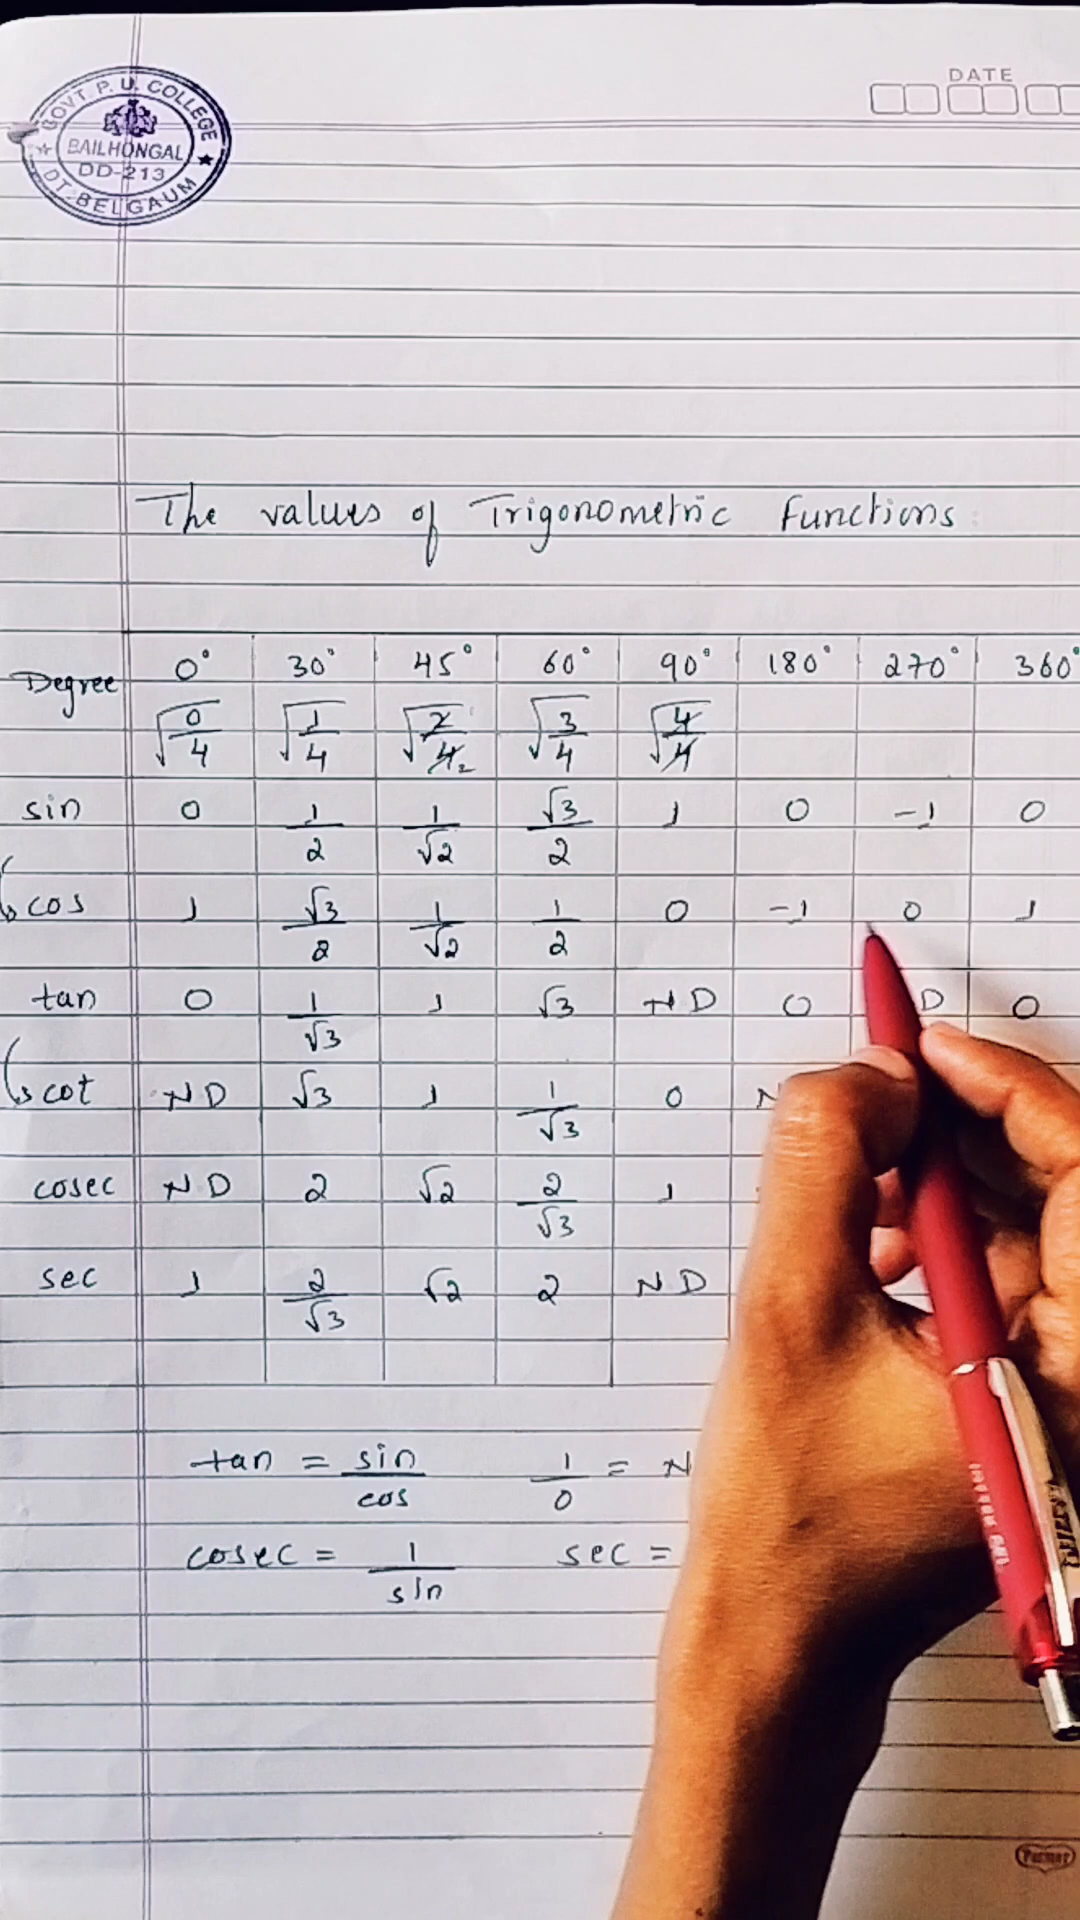 GOVT P. U. COLLEGE
BAILHONGAL
DD-213
DT. BELGAUM
DATE
The values of Trigonometric Functions
Degree 0° 30° 45° 60° 90° 180° 270° 360°
√0/4 √1/4 √2/4 2 √3/4 √4/4
sin 0 1/2 1/√2 √3/2 1 0 -1 0
cos 1 √3/2 1/√2 1/2 0 -1 0 1
tan 0 1/√3 1 √3 ND 0 D 0
cot ND √3 1 1/√3 0 N
cosec ND 2 √2 2/√3 1
sec 1 2/√3 √2 2 ND
tan = sin/cos 1/0 = N
cosec = 1/sin sec =